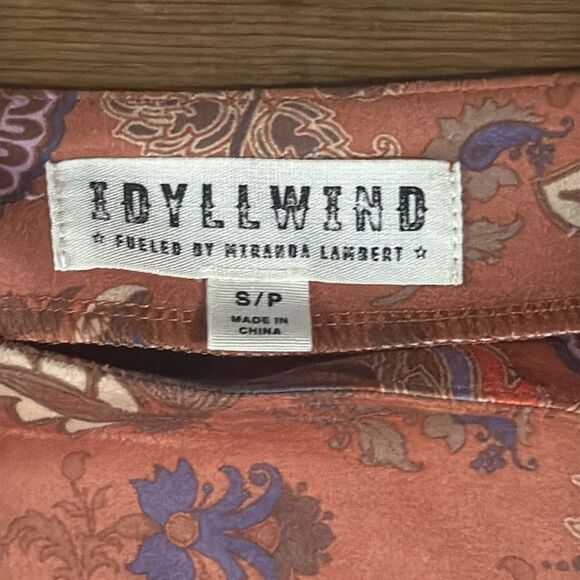 IDYLLWIND
☆ FUELED BY MIRANDA LAMBERT ☆
S/P
MADE IN
CHINA